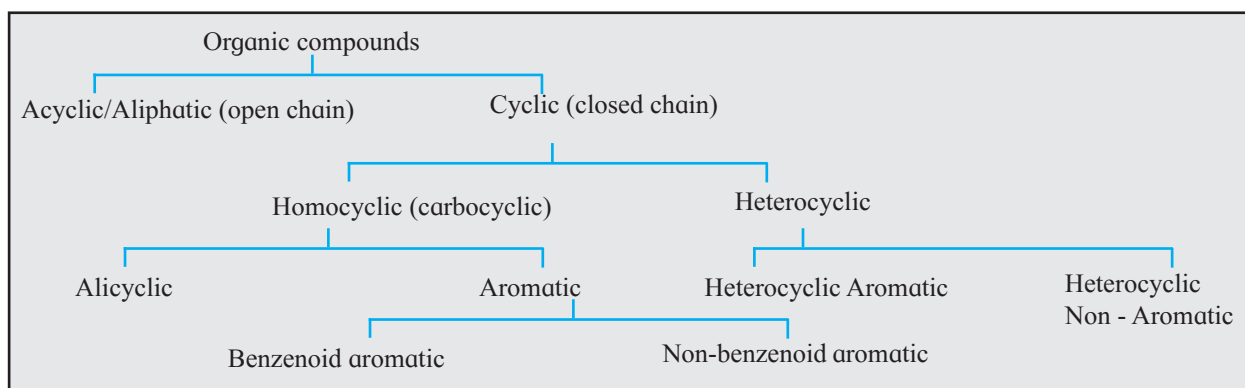 Organic compounds
Acyclic/Aliphatic (open chain)
Cyclic (closed chain)
Homocyclic (carbocyclic)
Heterocyclic
Alicyclic
Aromatic
Heterocyclic Aromatic
Heterocyclic
Non - Aromatic
Benzenoid aromatic
Non-benzenoid aromatic